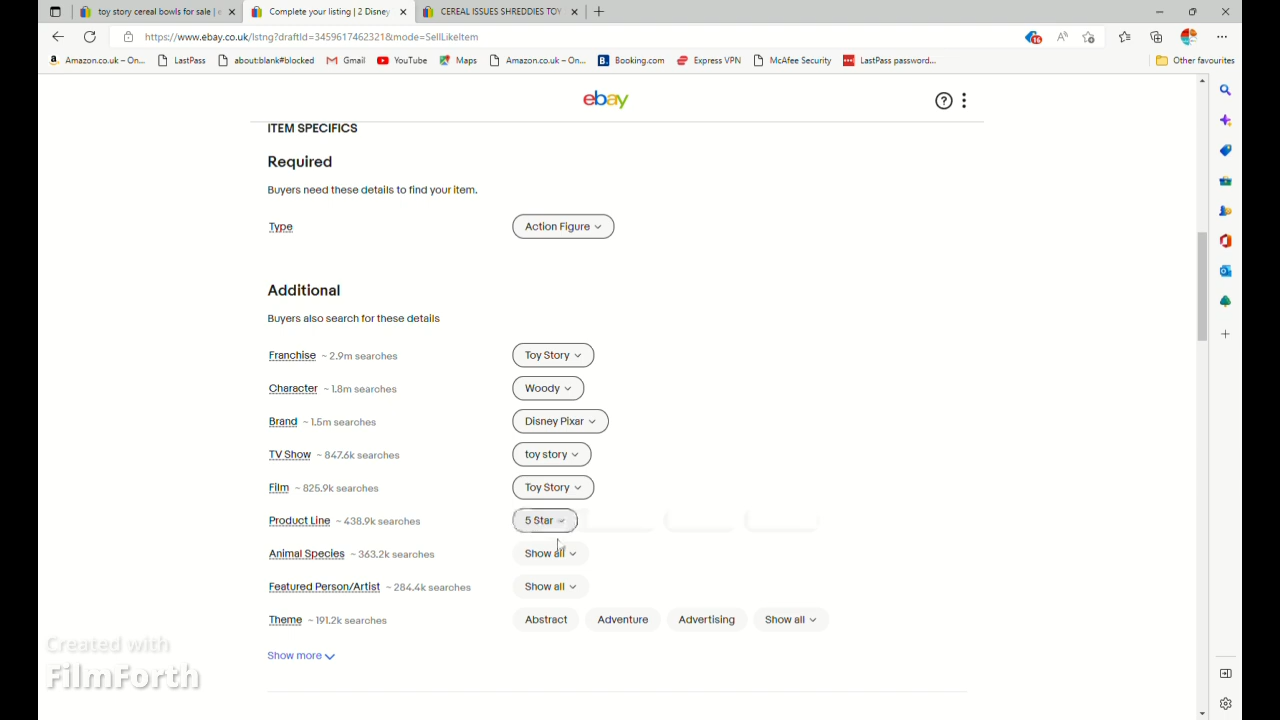 toy story cereal bowls for sale | e
Complete your listing | 2 Disney
CEREAL ISSUES SHREDDIES TOY
https://www.ebay.co.uk/lstng?draftId=3459617462321&mode=SellLikeItem
16
Amazon.co.uk – On... LastPass about:blank#blocked Gmail YouTube Maps Amazon.co.uk – On... Booking.com Express VPN McAfee Security LastPass password... Other favourites
ebay
ITEM SPECIFICS
Required
Buyers need these details to find your item.
Type Action Figure
Additional
Buyers also search for these details
Franchise ~ 2.9m searches Toy Story
Character ~ 1.8m searches Woody
Brand ~ 1.5m searches Disney Pixar
TV Show ~ 847.6k searches toy story
Film ~ 825.9k searches Toy Story
Product Line ~ 438.9k searches 5 Star
Animal Species ~ 363.2k searches Show all
Featured Person/Artist ~ 284.4k searches Show all
Theme ~ 191.2k searches Abstract Adventure Advertising Show all
Show more
Created with
FilmForth